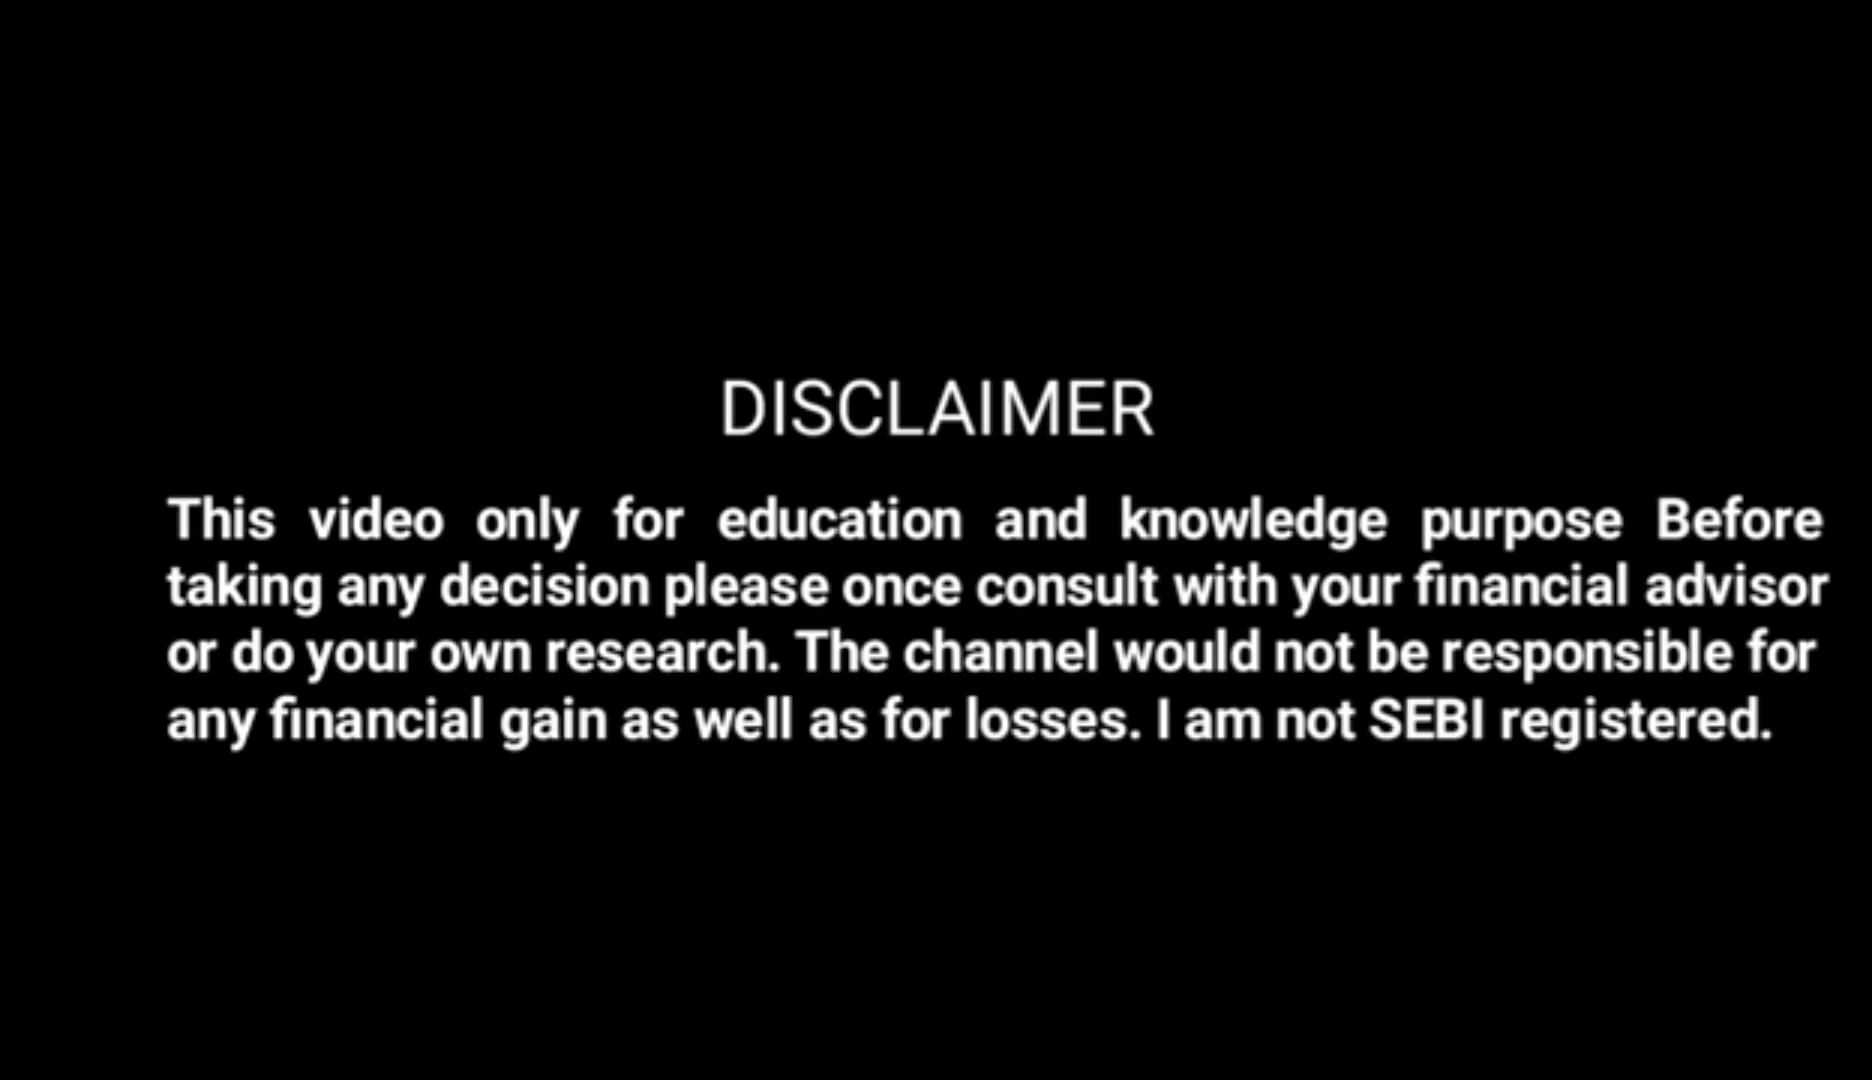 DISCLAIMER
This video only for education and knowledge purpose Before
taking any decision please once consult with your financial advisor
or do your own research. The channel would not be responsible for
any financial gain as well as for losses. I am not SEBI registered.